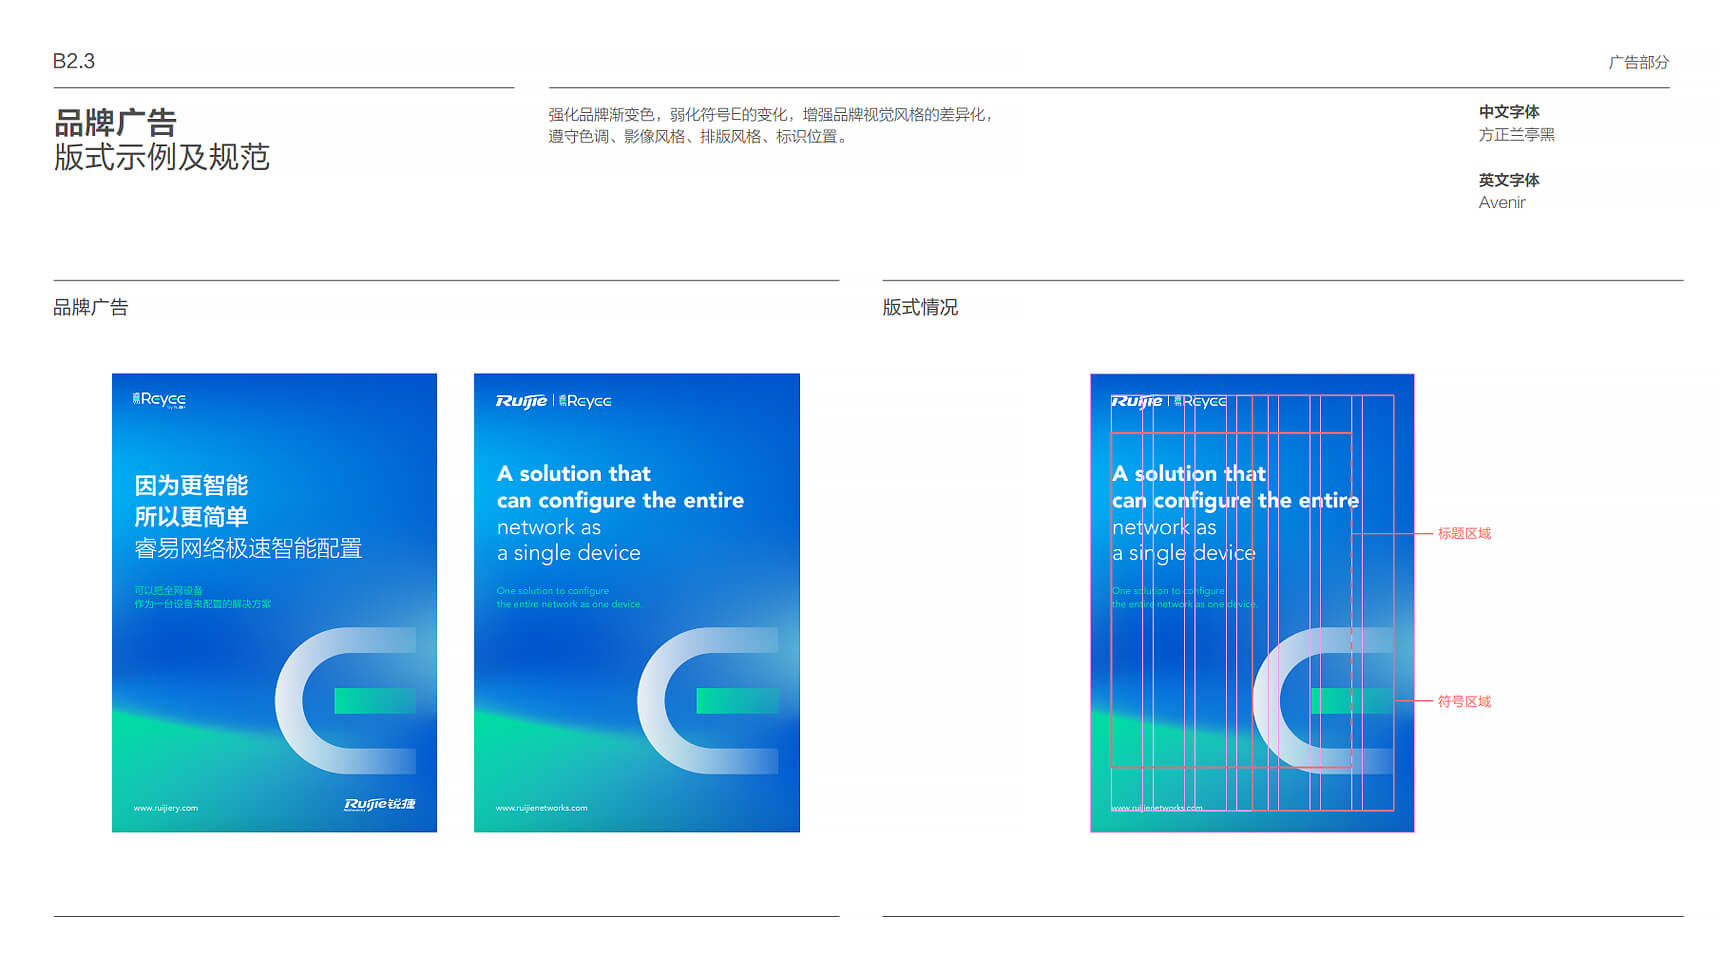 B2.3
广告部分
品牌广告
版式示例及规范
强化品牌渐变色，弱化符号E的变化，增强品牌视觉风格的差异化，
遵守色调、影像风格、排版风格、标识位置。
中文字体
方正兰亭黑
英文字体
Avenir
品牌广告
版式情况
睿易 Reyee
因为更智能
所以更简单
睿易网络极速智能配置
可以把全网设备
作为一台设备来配置的解决方案
www.ruijiery.com
Ruijie锐捷
Ruijie | 睿易 Reyee
A solution that
can configure the entire
network as
a single device
One solution to configure
the entire network as one device.
www.ruijienetworks.com
Ruijie | 睿易 Reyee
A solution that
can configure the entire
network as
a single device
One solution to configure
the entire network as one device.
www.ruijienetworks.com
标题区域
符号区域